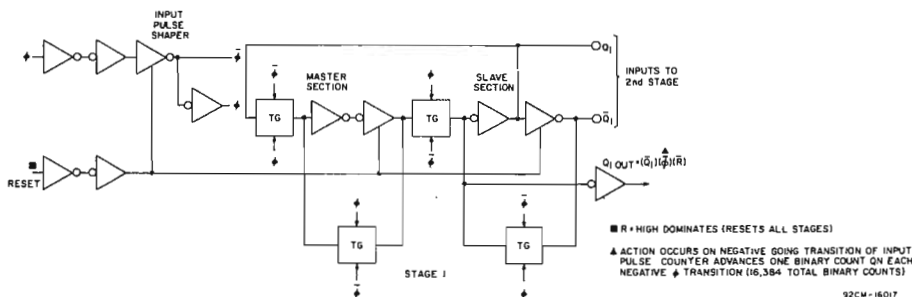 INPUT
PULSE
SHAPER
ϕ
ϕ̄
ϕ
RESET
MASTER
SECTION
SLAVE
SECTION
ϕ̄
TG
ϕ
ϕ
TG
ϕ̄
ϕ
TG
ϕ̄
ϕ̄
TG
ϕ
Q1
Q̄1
INPUTS TO
2nd STAGE
Q1 OUT = (Q̄1)(ϕ̄)(R̄)
STAGE 1
■ R = HIGH DOMINATES (RESETS ALL STAGES)
▲ ACTION OCCURS ON NEGATIVE GOING TRANSITION OF INPUT
PULSE COUNTER ADVANCES ONE BINARY COUNT ON EACH
NEGATIVE ϕ TRANSITION (16,384 TOTAL BINARY COUNTS)
92CM-16017